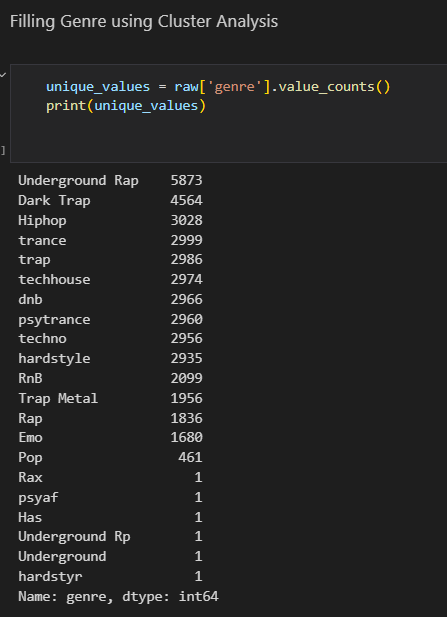 Filling Genre using Cluster Analysis
unique_values = raw['genre'].value_counts()
print(unique_values)
]
Underground Rap 5873
Dark Trap 4564
Hiphop 3028
trance 2999
trap 2986
techhouse 2974
dnb 2966
psytrance 2960
techno 2956
hardstyle 2935
RnB 2099
Trap Metal 1956
Rap 1836
Emo 1680
Pop 461
Rax 1
psyaf 1
Has 1
Underground Rp 1
Underground 1
hardstyr 1
Name: genre, dtype: int64